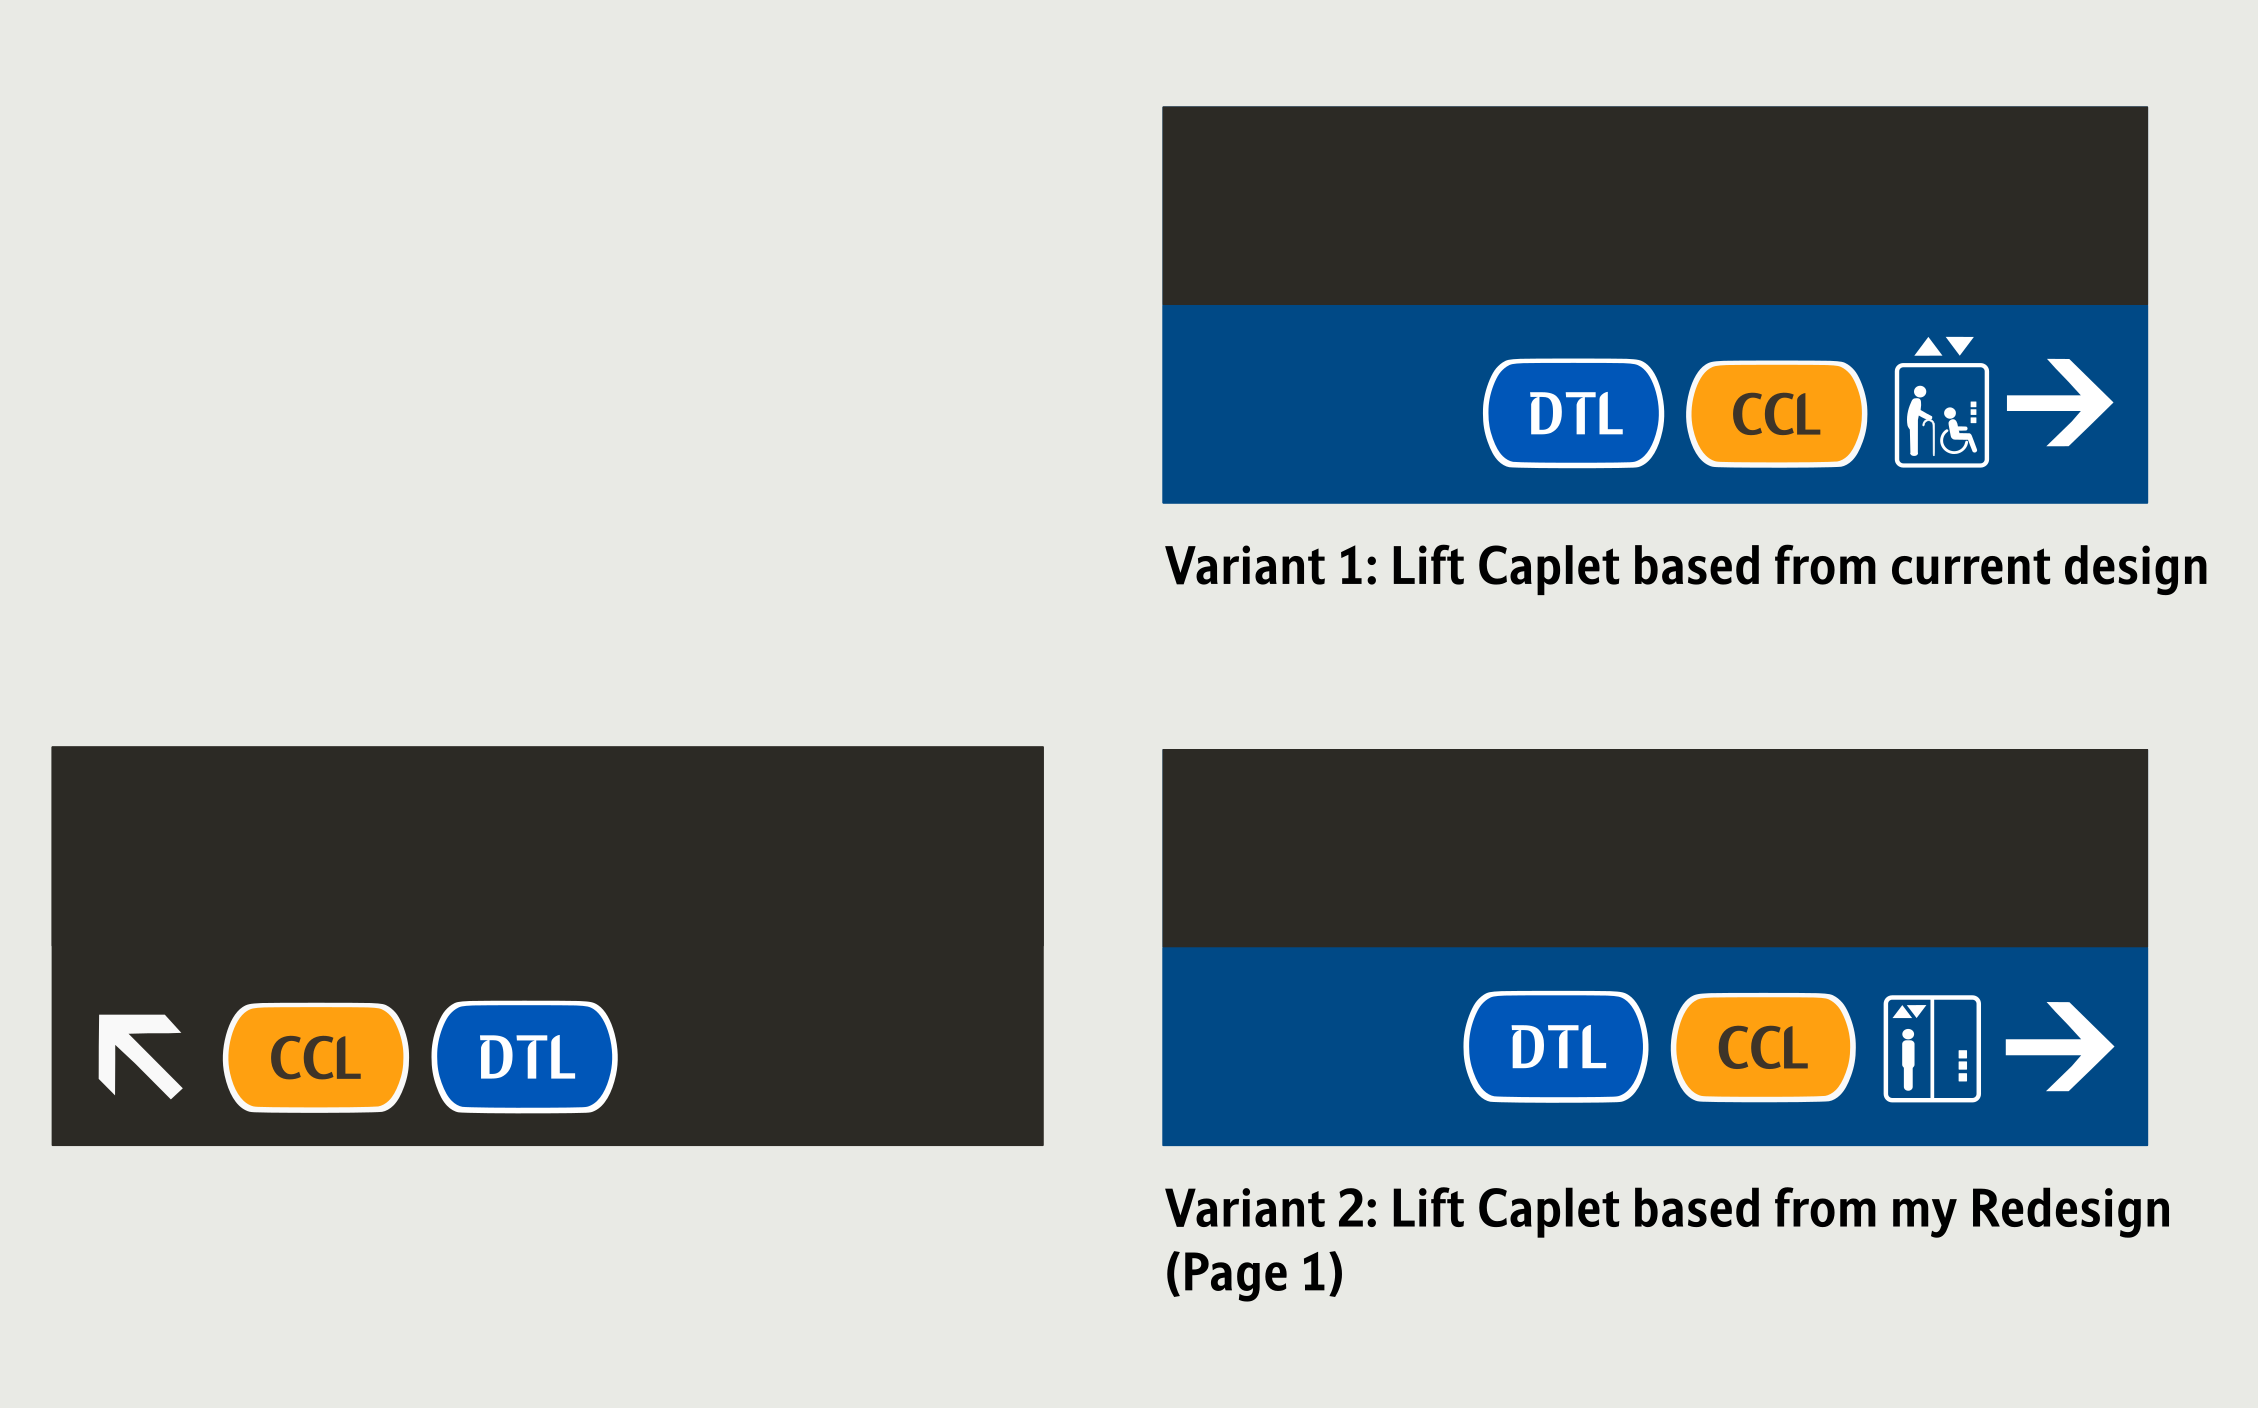 DTL CCL
Variant 1: Lift Caplet based from current design
CCL DTL
DTL CCL
Variant 2: Lift Caplet based from my Redesign
(Page 1)